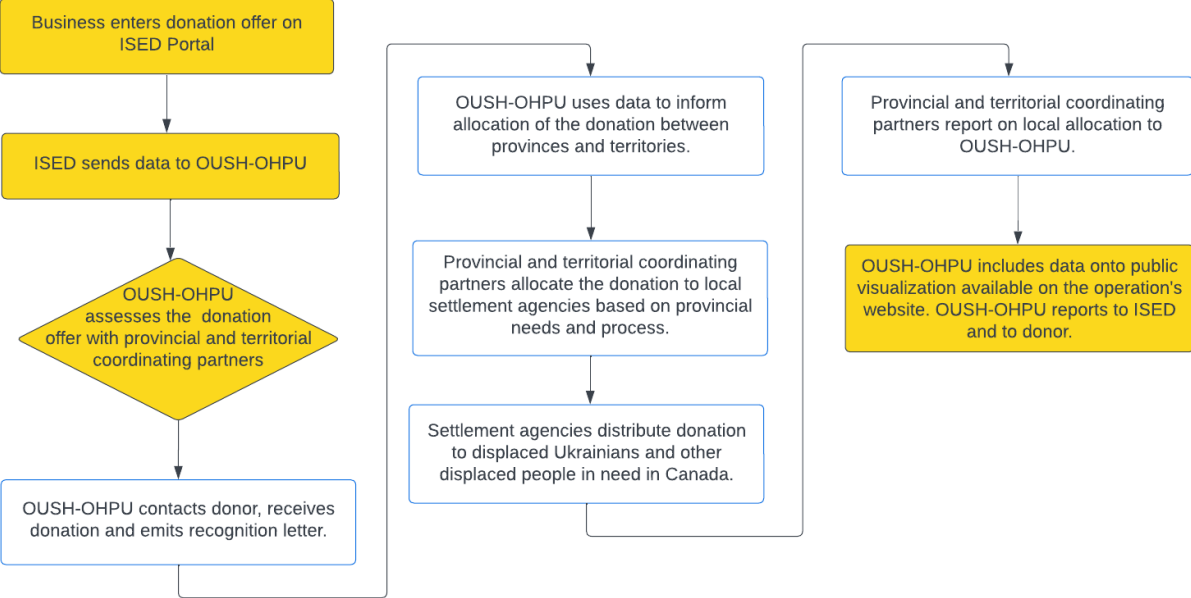 Business enters donation offer on
ISED Portal
ISED sends data to OUSH-OHPU
OUSH-OHPU
assesses the donation
offer with provincial and territorial
coordinating partners
OUSH-OHPU contacts donor, receives
donation and emits recognition letter.
OUSH-OHPU uses data to inform
allocation of the donation between
provinces and territories.
Provincial and territorial coordinating
partners allocate the donation to local
settlement agencies based on provincial
needs and process.
Settlement agencies distribute donation
to displaced Ukrainians and other
displaced people in need in Canada.
Provincial and territorial coordinating
partners report on local allocation to
OUSH-OHPU.
OUSH-OHPU includes data onto public
visualization available on the operation's
website. OUSH-OHPU reports to ISED
and to donor.